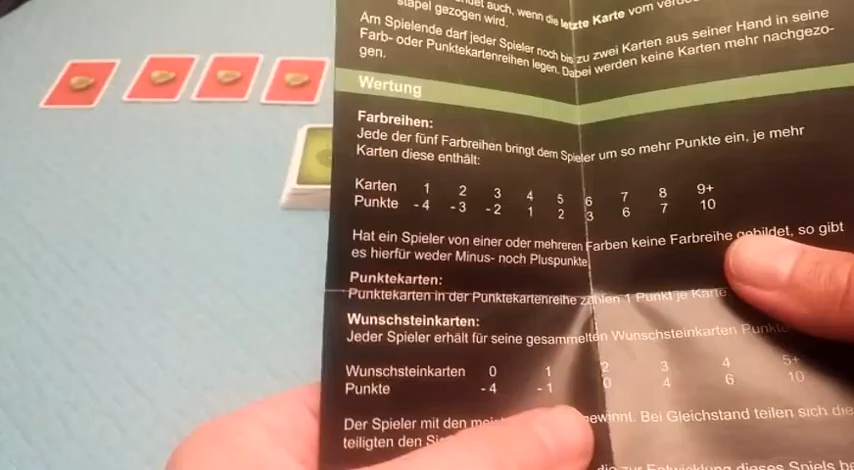 auch, wenn die letzte Karte vom
stapel gezogen wird.
Am Spielende darf jeder Spieler noch bis zu zwei Karten aus seiner Hand in seine
Farb- oder Punktekartenreihen legen. Dabei werden keine Karten mehr nachgezo-
gen.
Wertung
Farbreihen:
Jede der fünf Farbreihen bringt dem Spieler um so mehr Punkte ein, je mehr
Karten diese enthält:
Karten 1 2 3 4 5 6 7 8 9+
Punkte -4 -3 -2 1 2 3 6 7 10
Hat ein Spieler von einer oder mehreren Farben keine Farbreihe gebildet, so gibt
es hierfür weder Minus- noch Pluspunkte.
Punktekarten:
Punktekarten in der Punktekartenreihe zählen 1 Punkt je Karte
Wunschsteinkarten:
Jeder Spieler erhält für seine gesammelten Wunschsteinkarten Punkte
Wunschsteinkarten 0 1 2 3 4 5+
Punkte -4 -1 0 4 6 10
Der Spieler mit den gewinnt. Bei Gleichstand teilen sich die
teiligten den
die zur Entwicklung dieses Spiels